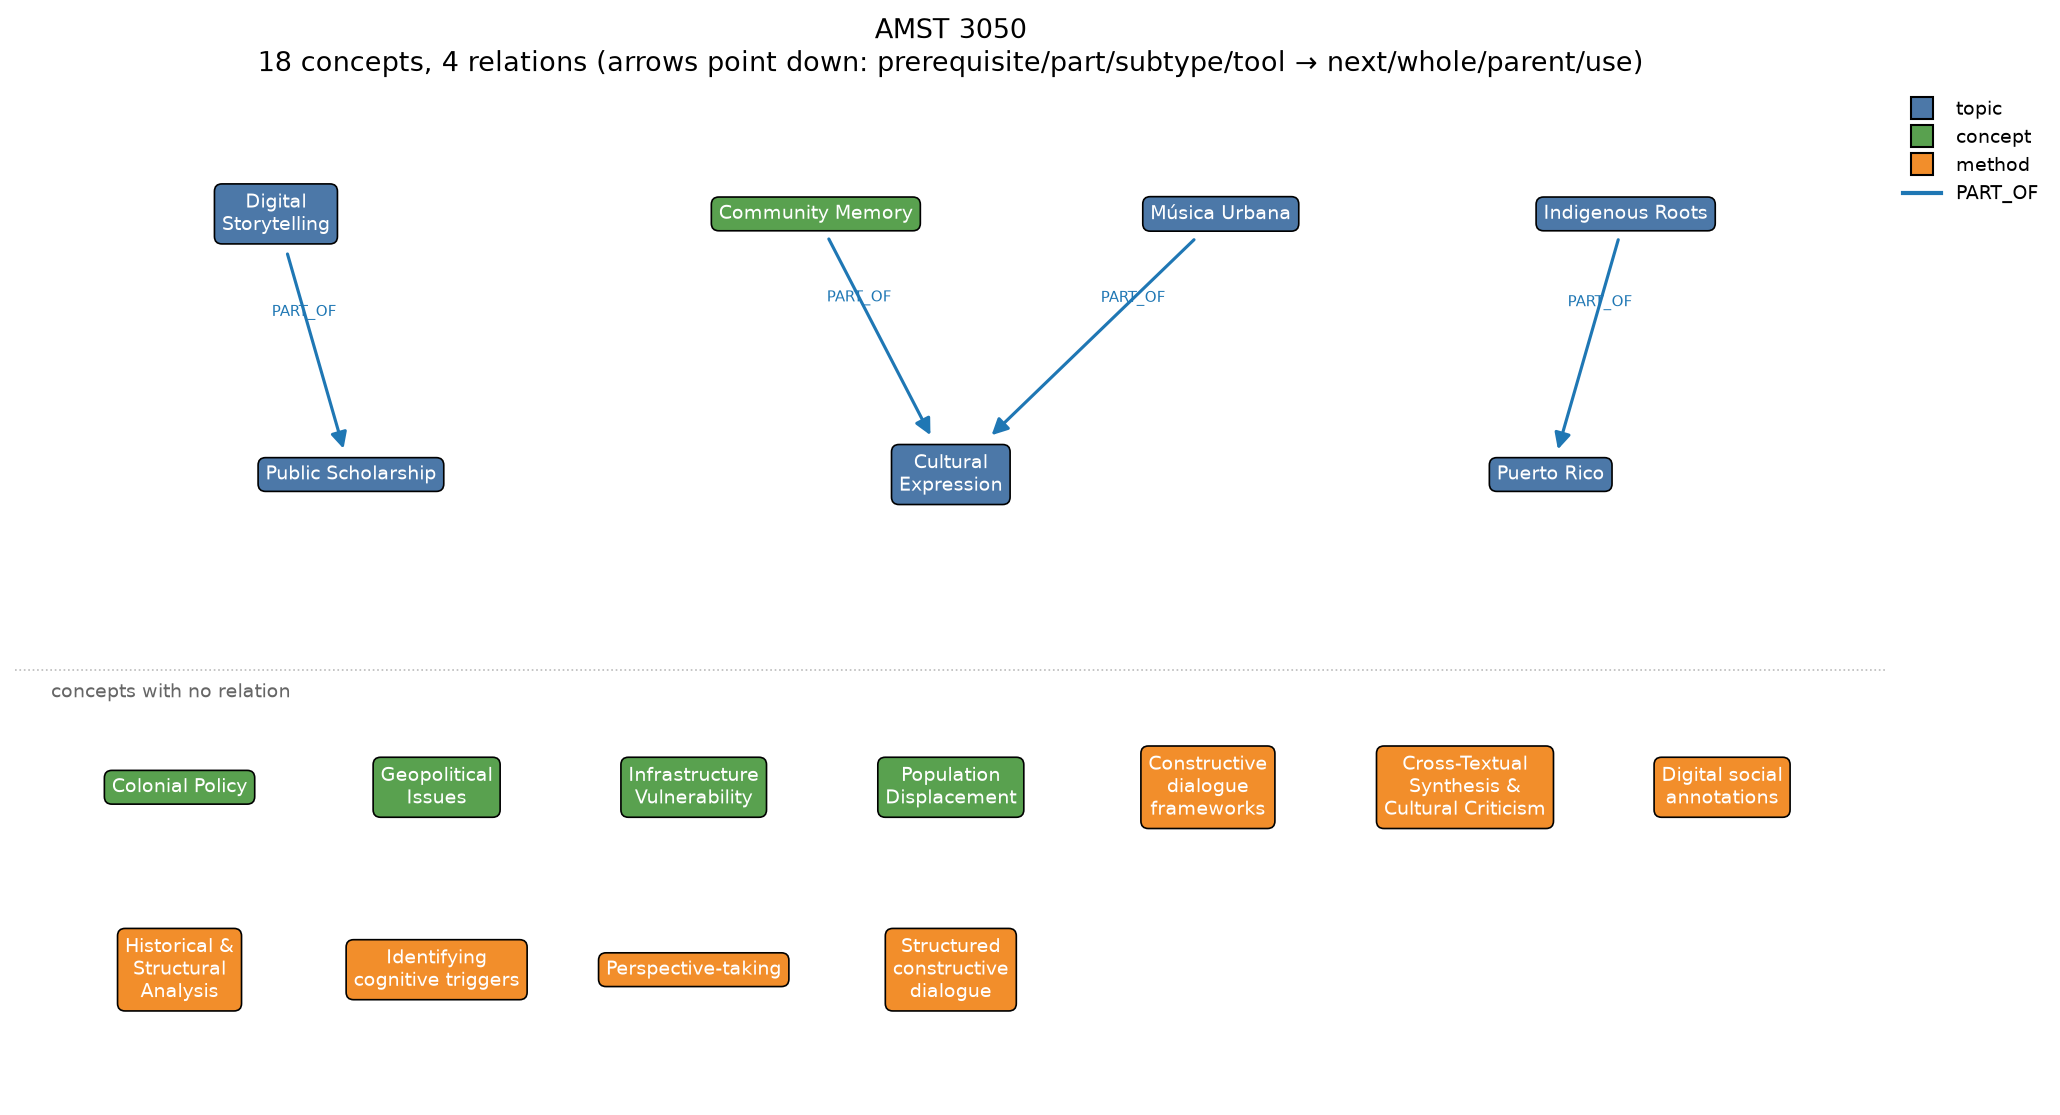 AMST 3050
18 concepts, 4 relations (arrows point down: prerequisite/part/subtype/tool → next/whole/parent/use)
topic
concept
method
PART_OF
Digital
Storytelling
Community Memory
Música Urbana
Indigenous Roots
PART_OF
PART_OF
PART_OF
PART_OF
Public Scholarship
Cultural
Expression
Puerto Rico
concepts with no relation
Colonial Policy
Geopolitical
Issues
Infrastructure
Vulnerability
Population
Displacement
Constructive
dialogue
frameworks
Cross-Textual
Synthesis &
Cultural Criticism
Digital social
annotations
Historical &
Structural
Analysis
Identifying
cognitive triggers
Perspective-taking
Structured
constructive
dialogue